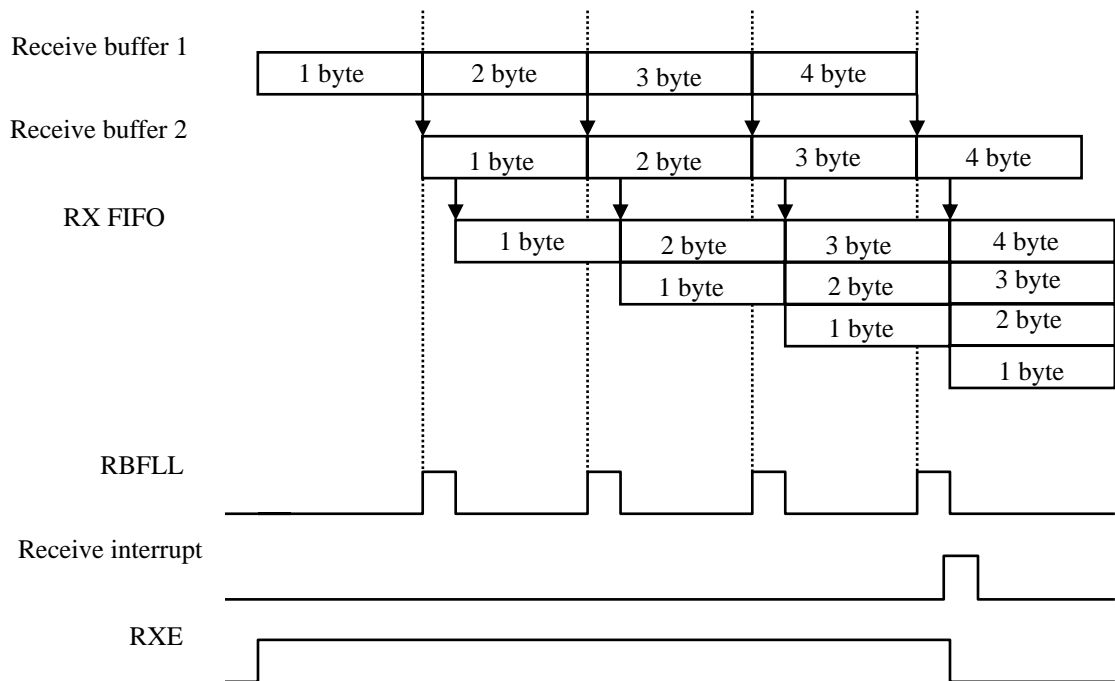 Receive buffer 1
1 byte 2 byte 3 byte 4 byte
Receive buffer 2
1 byte 2 byte 3 byte 4 byte
RX FIFO
1 byte 2 byte 3 byte 4 byte
1 byte 2 byte 3 byte
1 byte 2 byte
1 byte
RBFLL
Receive interrupt
RXE